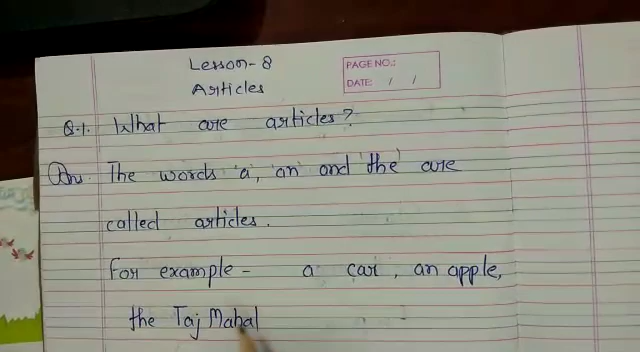 Lesson - 8
Articles
PAGE NO.:
DATE: / /
Q.1. What are articles?
Ans. The words 'a', 'an' and 'the' are
called articles.
For example - a car, an apple,
the Taj Mahal